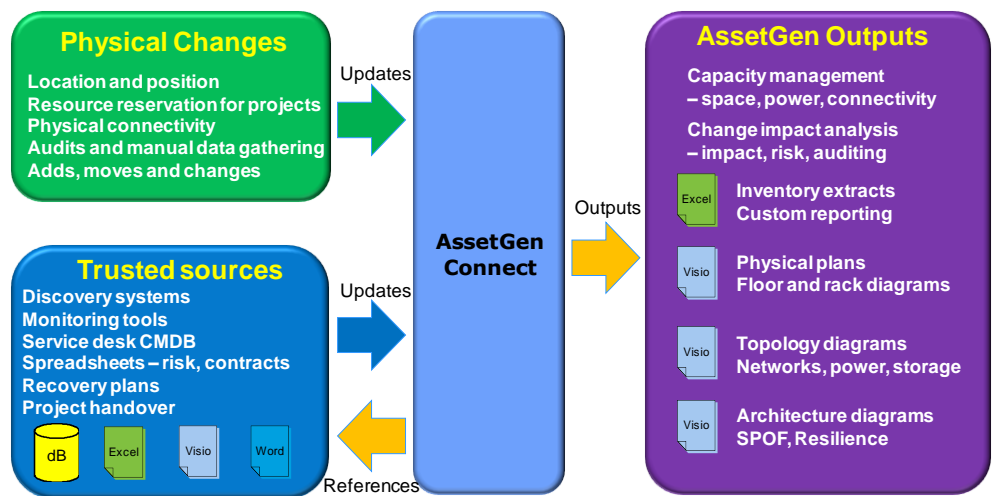 Physical Changes
Location and position
Resource reservation for projects
Physical connectivity
Audits and manual data gathering
Adds, moves and changes
Updates
Trusted sources
Discovery systems
Monitoring tools
Service desk CMDB
Spreadsheets – risk, contracts
Recovery plans
Project handover
dB
Excel
Visio
Word
Updates
References
AssetGen
Connect
Outputs
AssetGen Outputs
Capacity management
– space, power, connectivity
Change impact analysis
– impact, risk, auditing
Excel
Inventory extracts
Custom reporting
Visio
Physical plans
Floor and rack diagrams
Visio
Topology diagrams
Networks, power, storage
Visio
Architecture diagrams
SPOF, Resilience